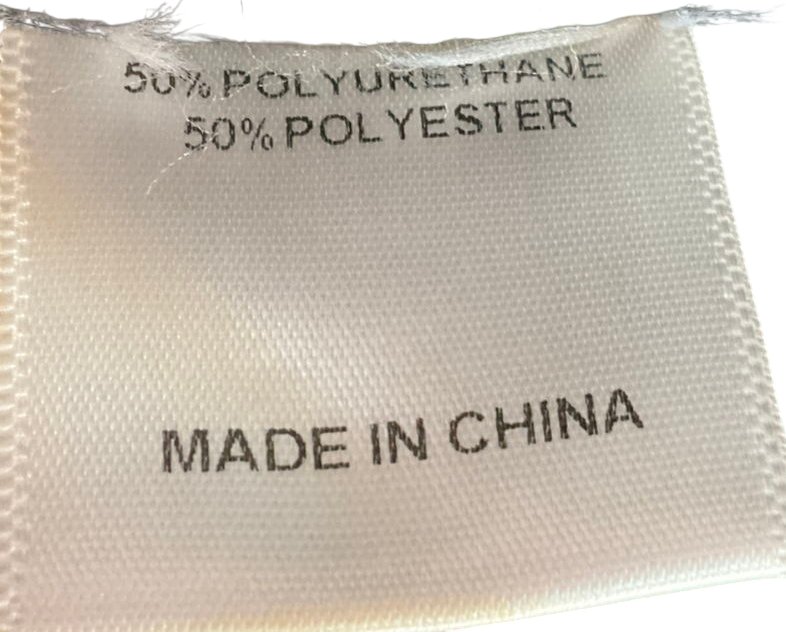 50% POLYURETHANE
50% POLYESTER
MADE IN CHINA